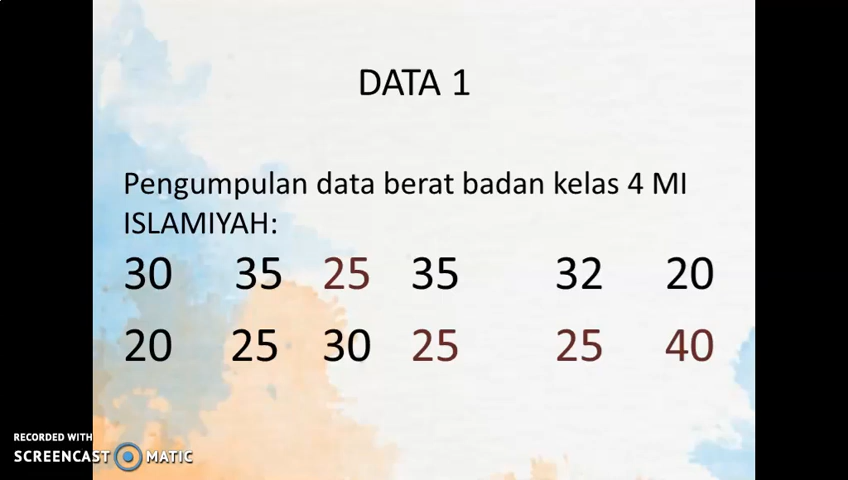 DATA 1
Pengumpulan data berat badan kelas 4 MI
ISLAMIYAH:
30 35 25 35 32 20
20 25 30 25 25 40
RECORDED WITH
SCREENCAST MATIC